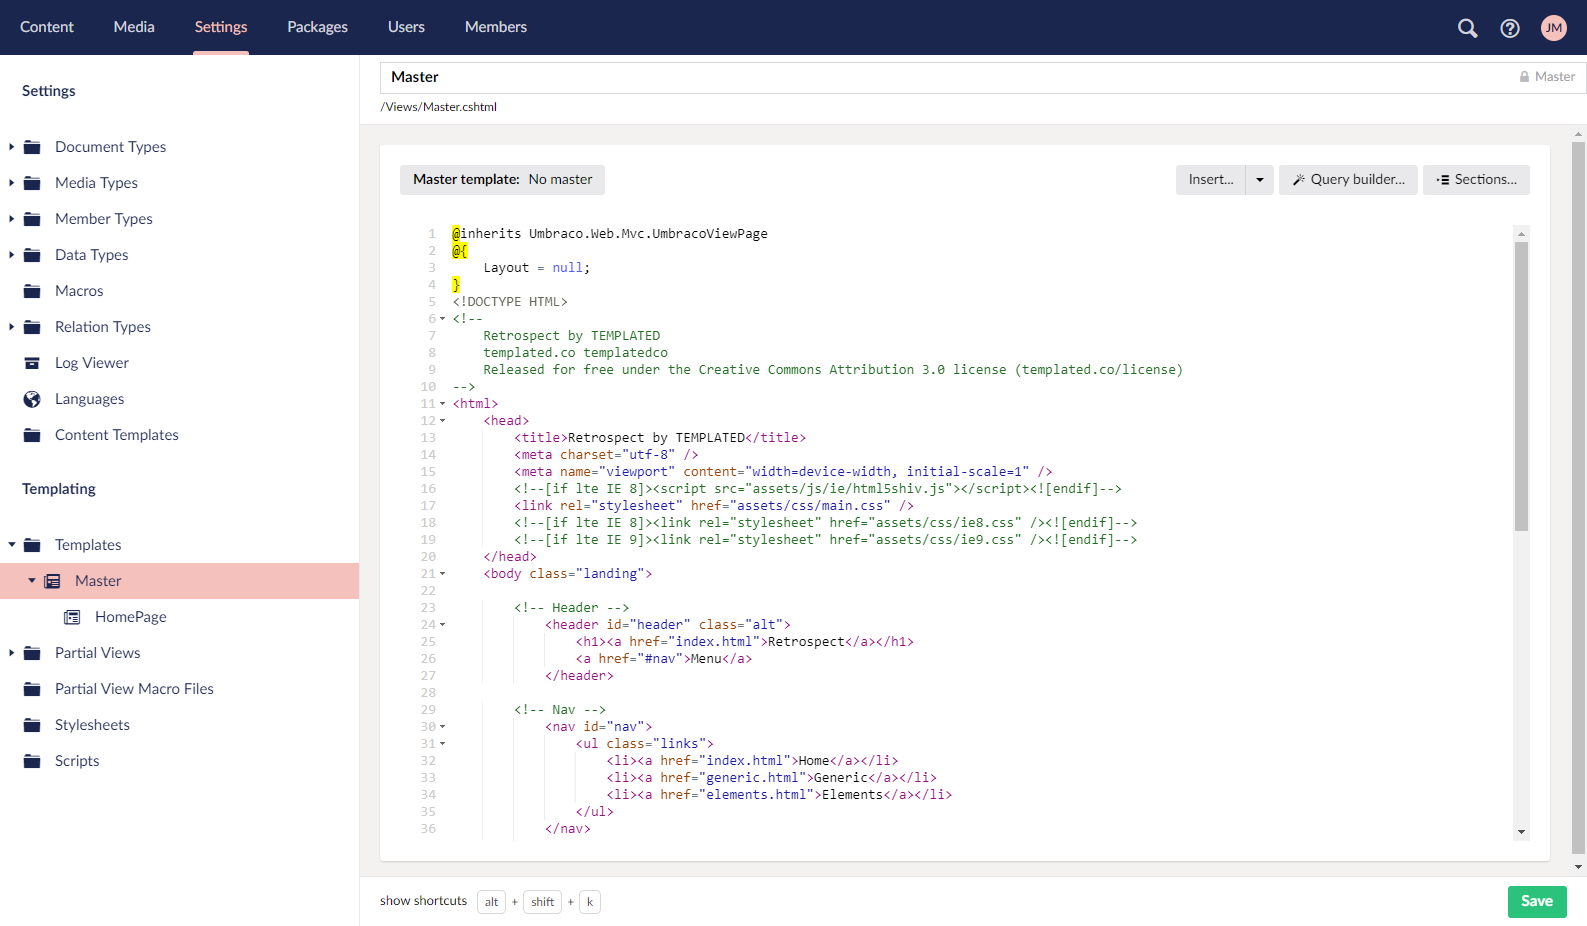 Content Media Settings Packages Users Members JM
Settings
Document Types
Media Types
Member Types
Data Types
Macros
Relation Types
Log Viewer
Languages
Content Templates
Templating
Templates
Master
HomePage
Partial Views
Partial View Macro Files
Stylesheets
Scripts
Master Master
/Views/Master.cshtml
Master template: No master Insert... Query builder... Sections...
1 @inherits Umbraco.Web.Mvc.UmbracoViewPage
2 @{
3     Layout = null;
4 }
5 <!DOCTYPE HTML>
6 <!--
7     Retrospect by TEMPLATED
8     templated.co templatedco
9     Released for free under the Creative Commons Attribution 3.0 license (templated.co/license)
10 -->
11 <html>
12     <head>
13         <title>Retrospect by TEMPLATED</title>
14         <meta charset="utf-8" />
15         <meta name="viewport" content="width=device-width, initial-scale=1" />
16         <!--[if lte IE 8]><script src="assets/js/ie/html5shiv.js"></script><![endif]-->
17         <link rel="stylesheet" href="assets/css/main.css" />
18         <!--[if lte IE 8]><link rel="stylesheet" href="assets/css/ie8.css" /><![endif]-->
19         <!--[if lte IE 9]><link rel="stylesheet" href="assets/css/ie9.css" /><![endif]-->
20     </head>
21     <body class="landing">
22
23         <!-- Header -->
24             <header id="header" class="alt">
25                 <h1><a href="index.html">Retrospect</a></h1>
26                 <a href="#nav">Menu</a>
27             </header>
28
29         <!-- Nav -->
30             <nav id="nav">
31                 <ul class="links">
32                     <li><a href="index.html">Home</a></li>
33                     <li><a href="generic.html">Generic</a></li>
34                     <li><a href="elements.html">Elements</a></li>
35                 </ul>
36             </nav>
show shortcuts alt + shift + k Save